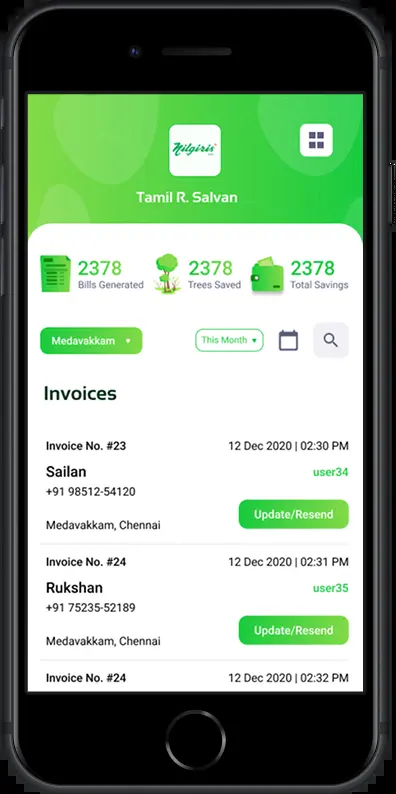 Nilgiris
Tamil R. Salvan
2378 2378 2378
Bills Generated Trees Saved Total Savings
Medavakkam ▼ This Month ▼
Invoices
Invoice No. #23 12 Dec 2020 | 02:30 PM
Sailan user34
+91 98512-54120
Update/Resend
Medavakkam, Chennai
Invoice No. #24 12 Dec 2020 | 02:31 PM
Rukshan user35
+91 75235-52189
Update/Resend
Medavakkam, Chennai
Invoice No. #24 12 Dec 2020 | 02:32 PM